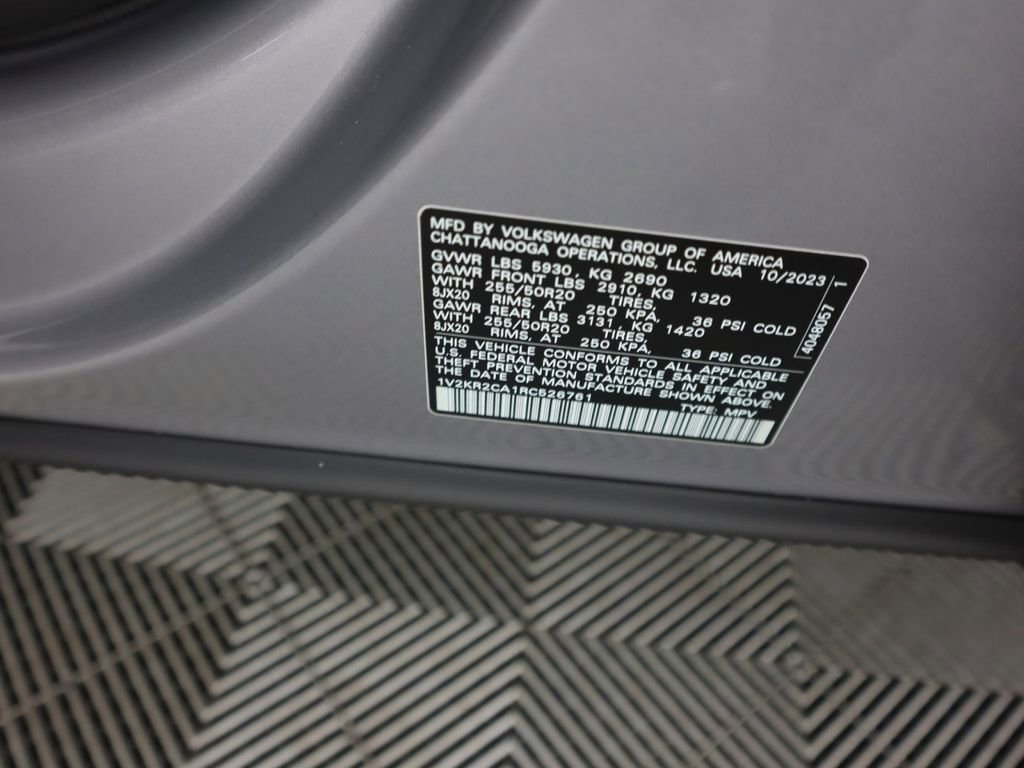 MFD BY VOLKSWAGEN GROUP OF AMERICA
CHATTANOOGA OPERATIONS, LLC. USA 10/2023
GVWR LBS 5930, KG 2690
GAWR FRONT LBS 2910, KG 1320
WITH 255/50R20 TIRES,
8JX20 RIMS, AT 250 KPA, 36 PSI COLD
GAWR REAR LBS 3131, KG 1420
WITH 255/50R20 TIRES,
8JX20 RIMS, AT 250 KPA, 36 PSI COLD
THIS VEHICLE CONFORMS TO ALL APPLICABLE
U.S. FEDERAL MOTOR VEHICLE SAFETY AND
THEFT PREVENTION STANDARDS IN EFFECT ON
THE DATE OF MANUFACTURE SHOWN ABOVE
1V2KR2CA1RC526761 TYPE: MPV
4048057 1